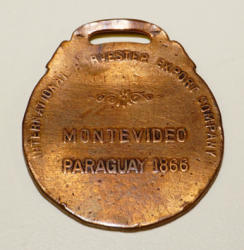 INTERNATIONAL HARVESTER EXPORT COMPANY
MONTEVIDEO
PARAGUAY 1866